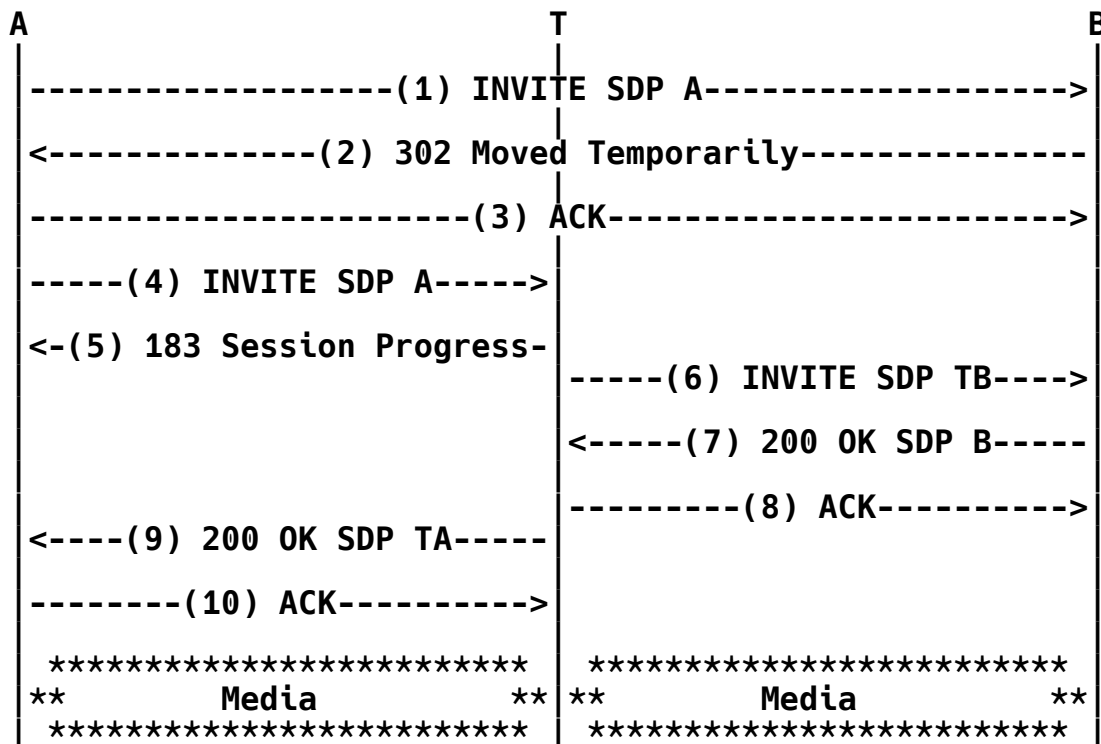 A T B
-------------------(1) INVITE SDP A------------------->
<--------------(2) 302 Moved Temporarily---------------
-----------------------(3) ACK------------------------>
-----(4) INVITE SDP A----->
<-(5) 183 Session Progress-
-----(6) INVITE SDP TB---->
<-----(7) 200 OK SDP B-----
---------(8) ACK---------->
<----(9) 200 OK SDP TA-----
--------(10) ACK---------->
************************* *************************
** Media ** ** Media **
************************* *************************